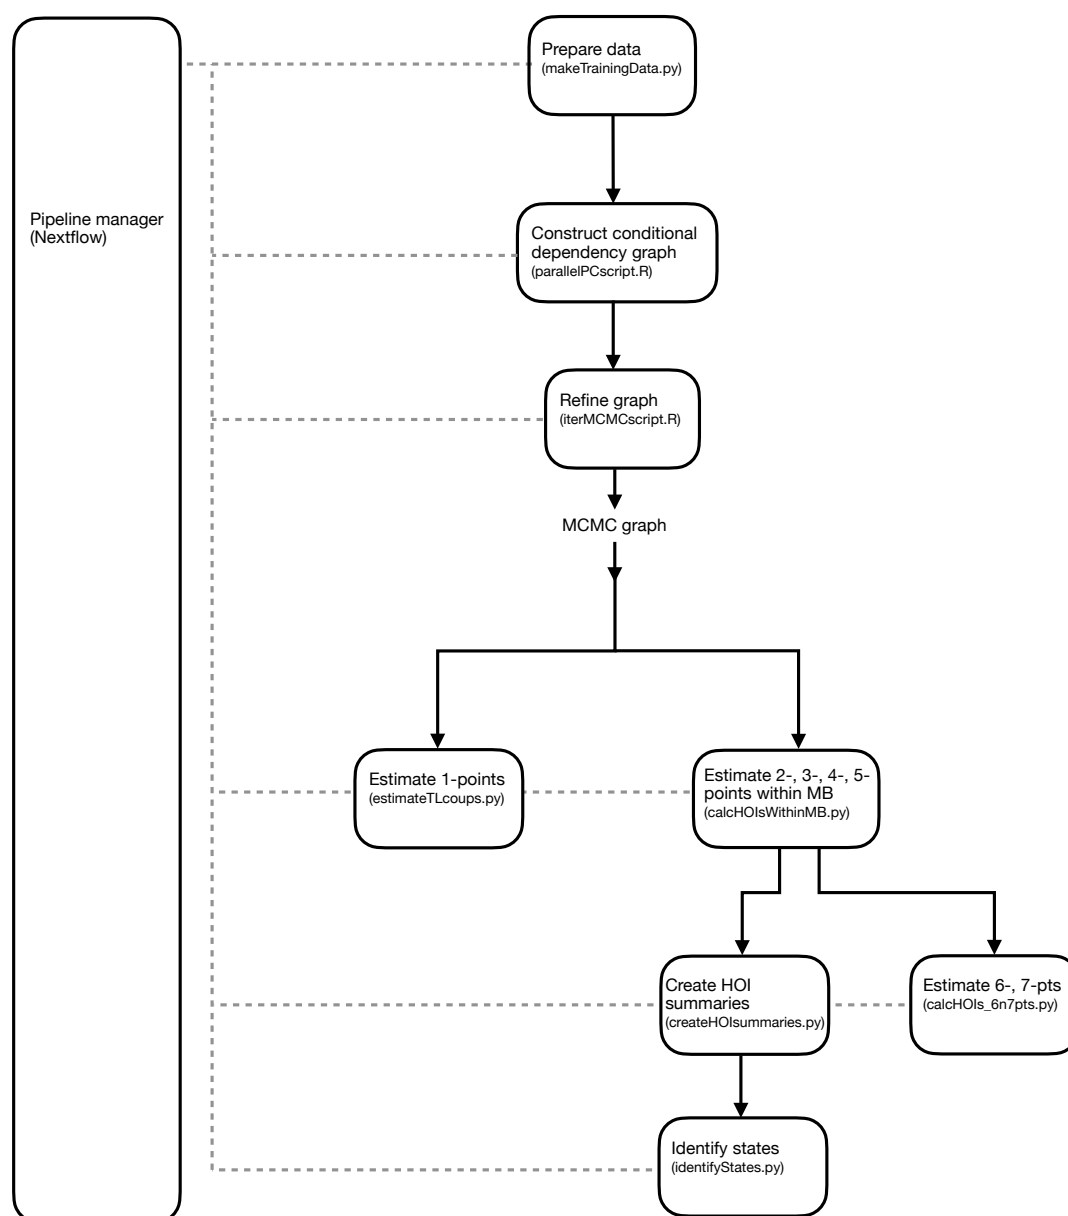 Prepare data
(makeTrainingData.py)
Pipeline manager
(Nextflow)
Construct conditional
dependency graph
(parallelPCscript.R)
Refine graph
(iterMCMCscript.R)
MCMC graph
Estimate 1-points
(estimateTLcoups.py)
Estimate 2-, 3-, 4-, 5-
points within MB
(calcHOIsWithinMB.py)
Create HOI
summaries
(createHOIsummaries.py)
Estimate 6-, 7-pts
(calcHOIs_6n7pts.py)
Identify states
(identifyStates.py)